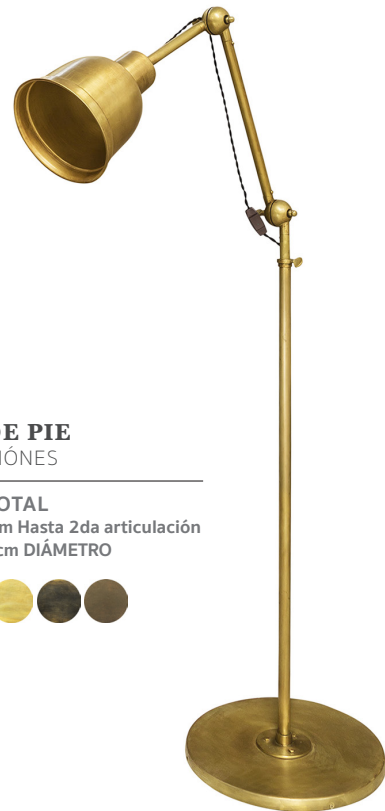 DE PIE
IÓNES
OTAL
m Hasta 2da articulación
cm DIÁMETRO